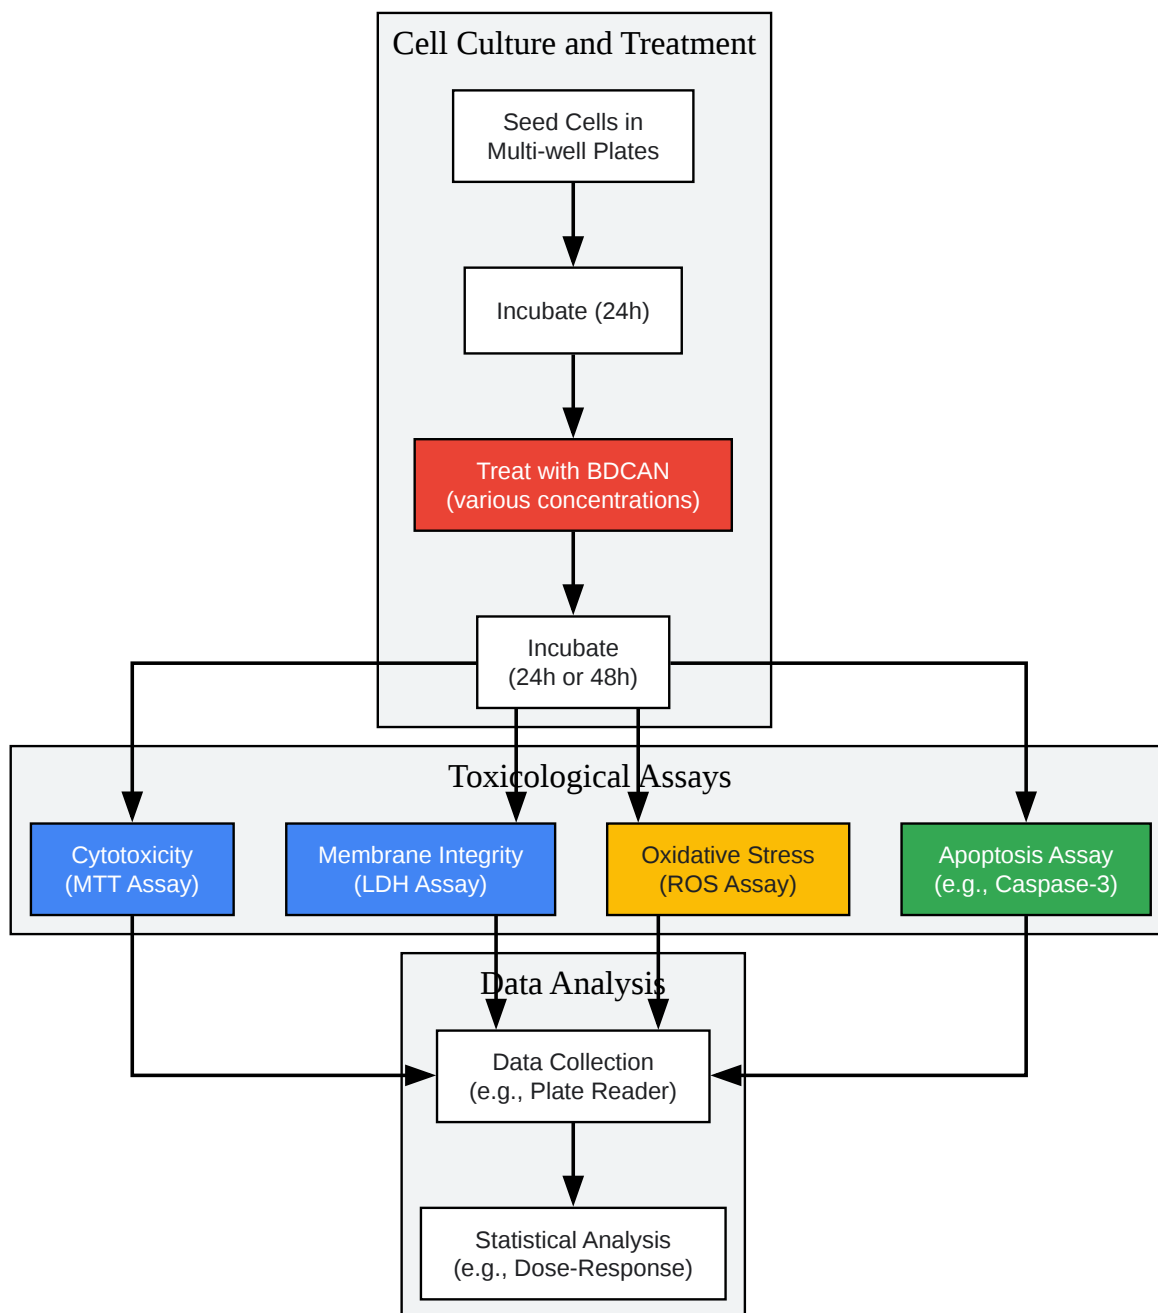 Cell Culture and Treatment
Seed Cells in
Multi-well Plates
Incubate (24h)
Treat with BDCAN
(various concentrations)
Incubate
(24h or 48h)
Toxicological Assays
Cytotoxicity
(MTT Assay)
Membrane Integrity
(LDH Assay)
Oxidative Stress
(ROS Assay)
Apoptosis Assay
(e.g., Caspase-3)
Data Analysis
Data Collection
(e.g., Plate Reader)
Statistical Analysis
(e.g., Dose-Response)